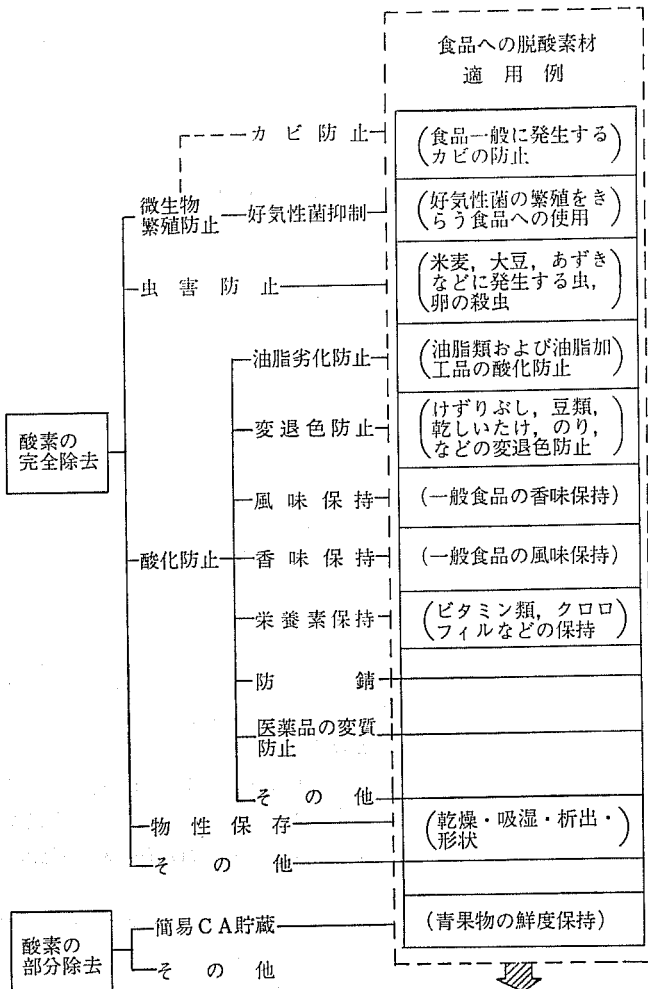 食品への脱酸素材
適用例
カビ防止
(食品一般に発生する
カビの防止)
微生物
繁殖防止
好気性菌抑制
(好気性菌の繁殖をき
らう食品への使用)
虫害防止
(米麦，大豆，あずき
などに発生する虫，
卵の殺虫)
油脂劣化防止
(油脂類および油脂加
工品の酸化防止)
変退色防止
(けずりぶし，豆類，
乾しいたけ，のり，
などの変退色防止)
酸素の
完全除去
風味保持
(一般食品の香味保持)
酸化防止
香味保持
(一般食品の風味保持)
栄養素保持
(ビタミン類，クロロ
フィルなどの保持)
防錆
医薬品の変質
防止
その他
物性保存
(乾燥・吸湿・析出・
形状)
その他
酸素の
部分除去
簡易CA貯蔵
(青果物の鮮度保持)
その他